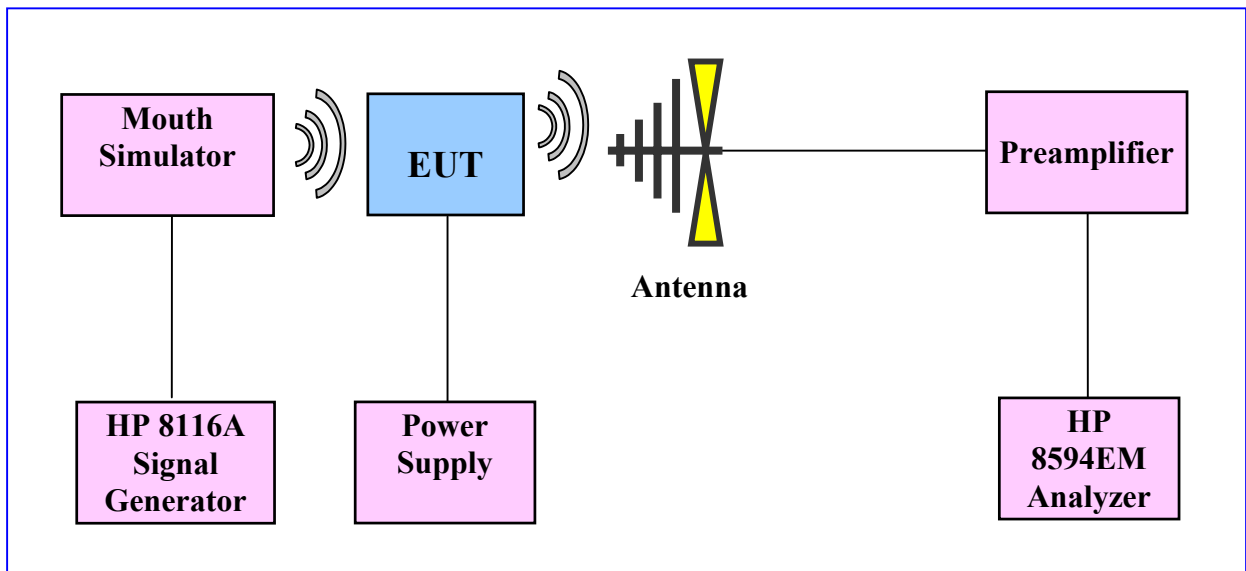 Mouth
Simulator
EUT
Preamplifier
Antenna
HP 8116A
Signal
Generator
Power
Supply
HP
8594EM
Analyzer